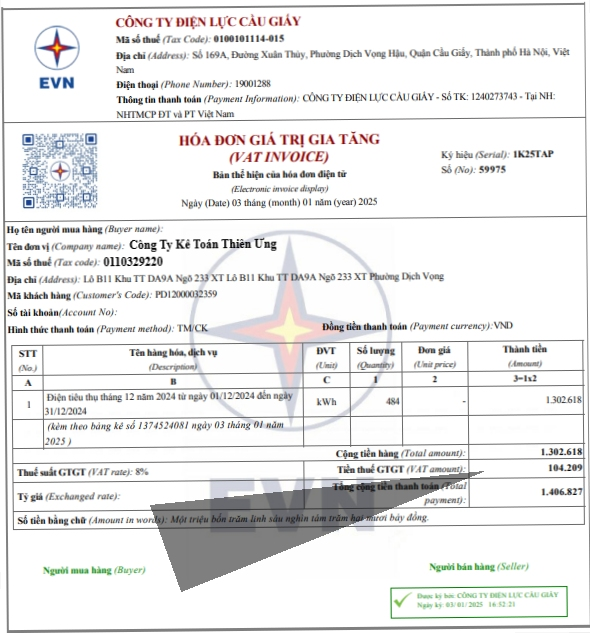 CÔNG TY ĐIỆN LỰC CẦU GIẤY
Mã số thuế (Tax Code): 0100101114-015
Địa chỉ (Address): Số 169A, Đường Xuân Thủy, Phường Dịch Vọng Hậu, Quận Cầu Giấy, Thành phố Hà Nội, Việt
Nam
EVN
Điện thoại (Phone Number): 19001288
Thông tin thanh toán (Payment Information): CÔNG TY ĐIỆN LỰC CẦU GIẤY - Số TK: 1240273743 - Tại NH:
NHTMCP ĐT và PT Việt Nam
HÓA ĐƠN GIÁ TRỊ GIA TĂNG
(VAT INVOICE)
Bản thể hiện của hóa đơn điện tử
(Electronic invoice display)
Ngày (Date) 03 tháng (month) 01 năm (year) 2025
Ký hiệu (Serial): 1K25TAP
Số (No): 59975
Họ tên người mua hàng (Buyer name):
Tên đơn vị (Company name): Công Ty Kế Toán Thiên Ưng
Mã số thuế (Tax code): 0110329220
Địa chỉ (Address): Lô B11 Khu TT DA9A Ngõ 233 XT Lô B11 Khu TT DA9A Ngõ 233 XT Phường Dịch Vọng
Mã khách hàng (Customer's Code): PD12000032359
Số tài khoản(Account No):
Hình thức thanh toán (Payment method): TM/CK Đồng tiền thanh toán (Payment currency):VND
STT (No.) Tên hàng hóa, dịch vụ (Description) ĐVT (Unit) Số lượng (Quantity) Đơn giá (Unit price) Thành tiền (Amount)
A B C 1 2 3=1x2
1 Điện tiêu thụ tháng 12 năm 2024 từ ngày 01/12/2024 đến ngày kWh 484 - 1.302.618
31/12/2024
(kèm theo bảng kê số 1374524081 ngày 03 tháng 01 năm
2025 )
Cộng tiền hàng (Total amount): 1.302.618
Thuế suất GTGT (VAT rate): 8% Tiền thuế GTGT (VAT amount): 104.209
Tỷ giá (Exchanged rate): Tổng cộng tiền thanh toán (Total
payment): 1.406.827
Số tiền bằng chữ (Amount in words): Một triệu bốn trăm linh sáu nghìn tám trăm hai mươi bảy đồng.
EVN
Người mua hàng (Buyer) Người bán hàng (Seller)
Được ký bởi: CÔNG TY ĐIỆN LỰC CẦU GIẤY
Ngày ký: 03/01/2025 16:52:21